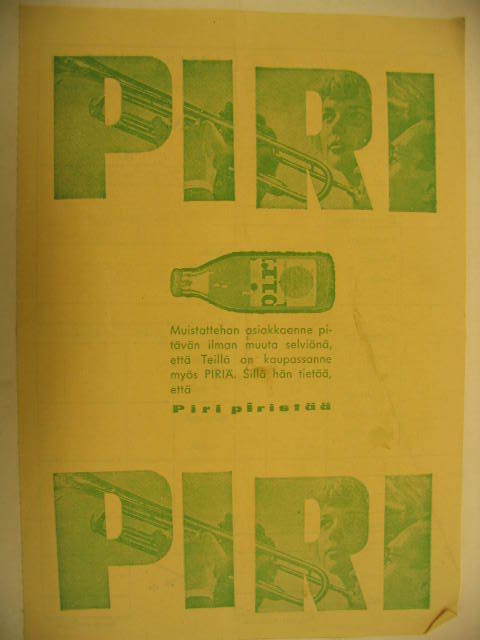 PIRI
piri
Muistattehan asiakkaanne pi-
tävän ilman muuta selviönä,
että Teillä on kaupassanne
myös PIRIÄ. Sillä hän tietää,
että
Piri piristää
PIRI